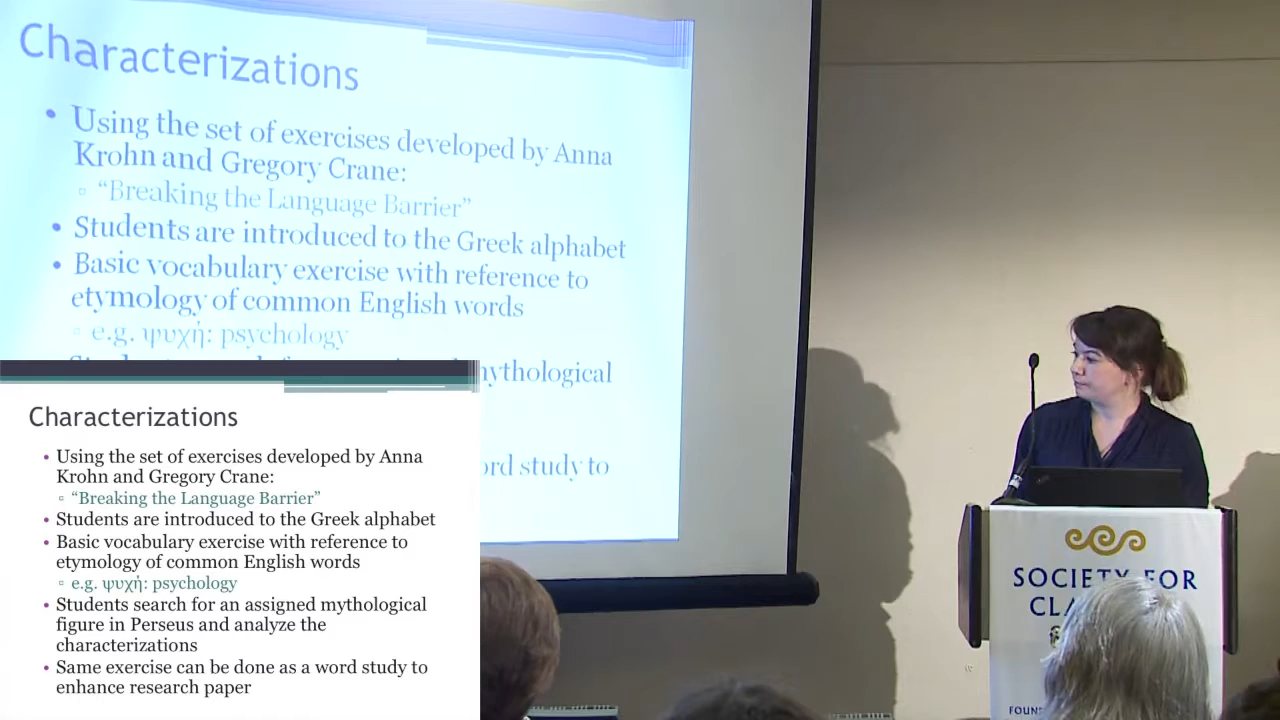 Characterizations
• Using the set of exercises developed by Anna
Krohn and Gregory Crane:
▫ “Breaking the Language Barrier”
• Students are introduced to the Greek alphabet
• Basic vocabulary exercise with reference to
etymology of common English words
▫ e.g. ψυχή: psychology
mythological
word study to
Characterizations
• Using the set of exercises developed by Anna
Krohn and Gregory Crane:
▫ “Breaking the Language Barrier”
• Students are introduced to the Greek alphabet
• Basic vocabulary exercise with reference to
etymology of common English words
▫ e.g. ψυχή: psychology
• Students search for an assigned mythological
figure in Perseus and analyze the
characterizations
• Same exercise can be done as a word study to
enhance research paper
SOCIETY FOR